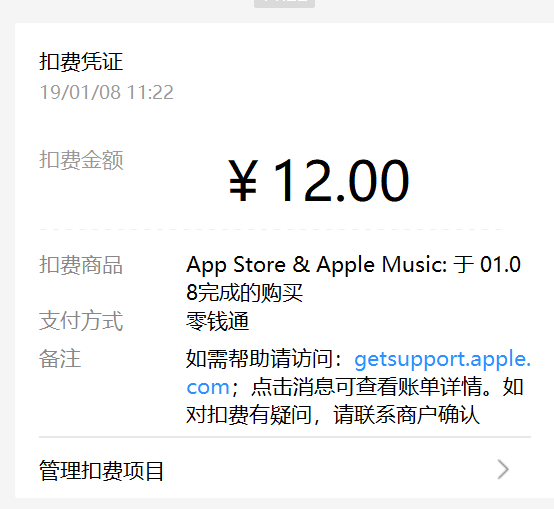 扣费凭证
19/01/08 11:22
扣费金额
￥12.00
扣费商品
App Store & Apple Music: 于 01.0
8完成的购买
支付方式
零钱通
备注
如需帮助请访问：getsupport.apple.
com；点击消息可查看账单详情。如
对扣费有疑问，请联系商户确认
管理扣费项目